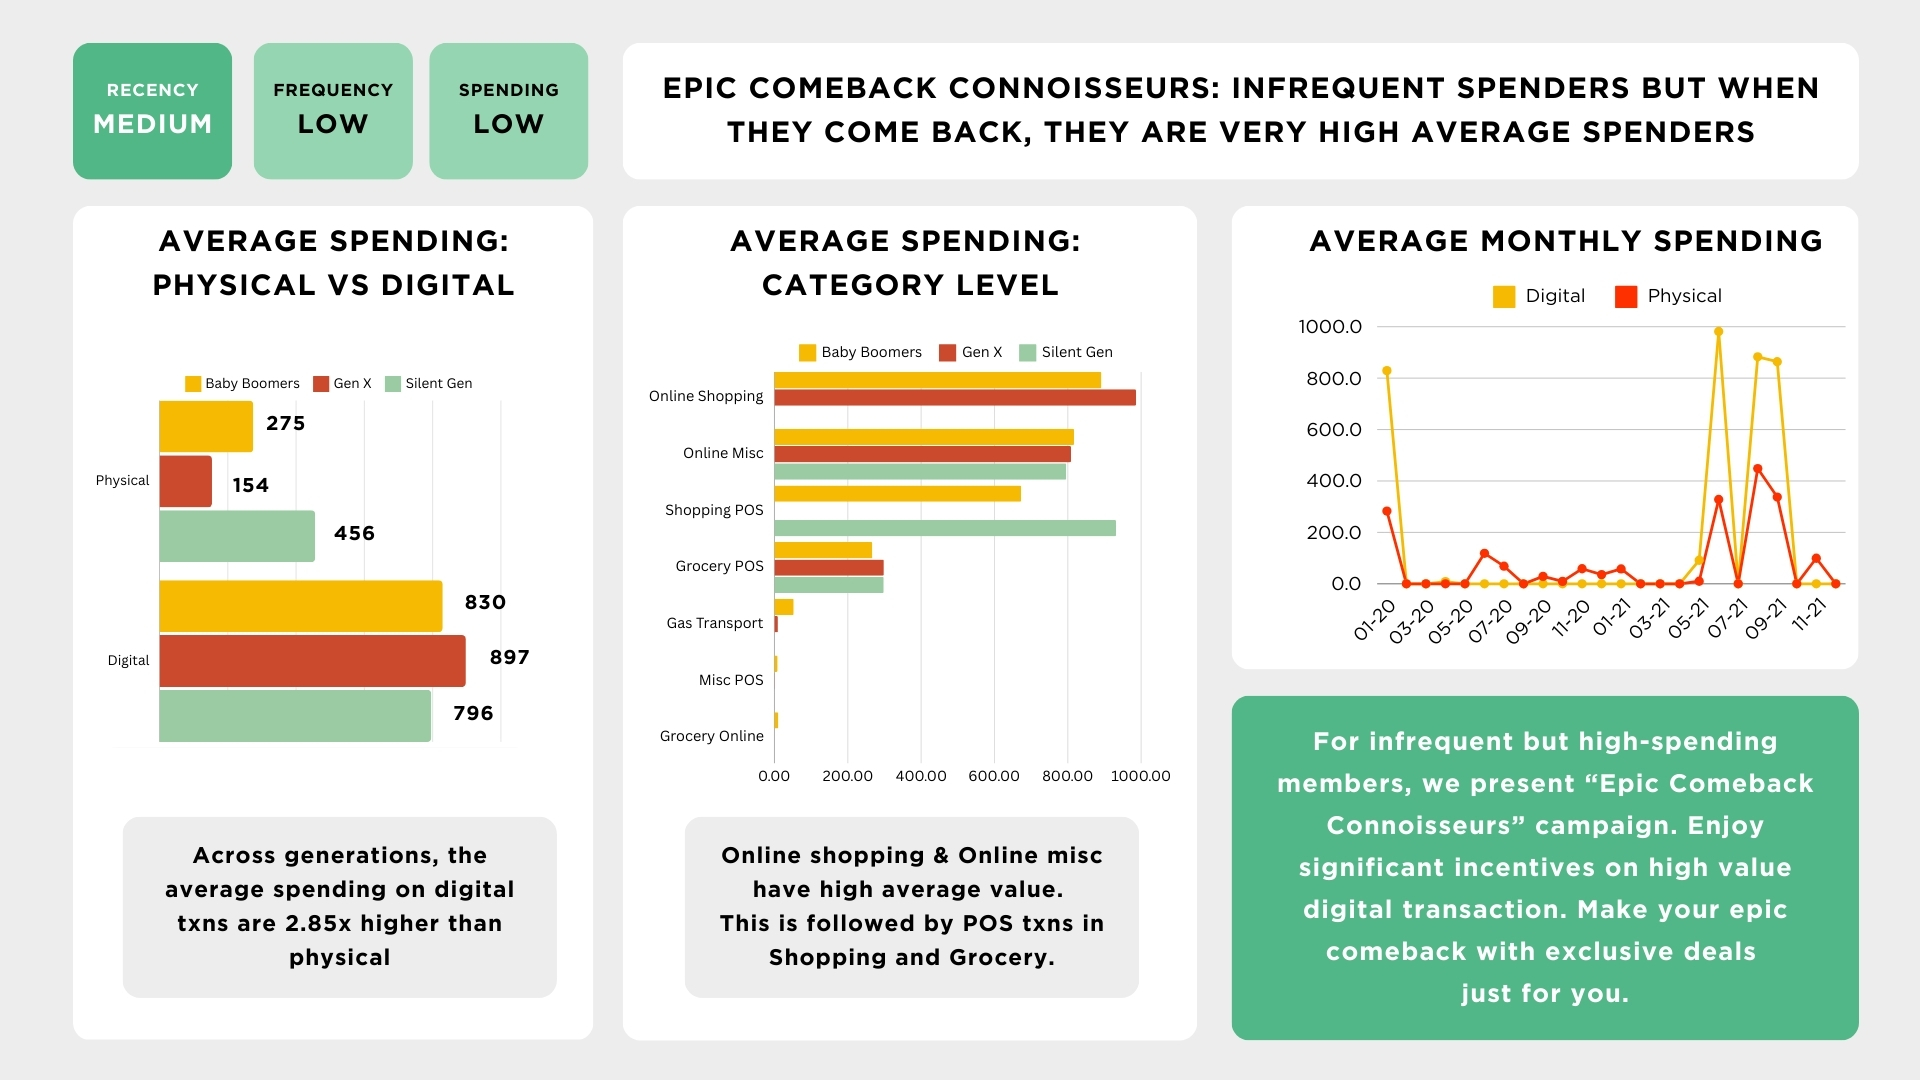 RECENCY
MEDIUM
FREQUENCY
LOW
SPENDING
LOW
EPIC COMEBACK CONNOISSEURS: INFREQUENT SPENDERS BUT WHEN
THEY COME BACK, THEY ARE VERY HIGH AVERAGE SPENDERS
AVERAGE SPENDING:
PHYSICAL VS DIGITAL
Baby Boomers Gen X Silent Gen
275
Physical
154
456
830
Digital
897
796
Across generations, the
average spending on digital
txns are 2.85x higher than
physical
AVERAGE SPENDING:
CATEGORY LEVEL
Baby Boomers Gen X Silent Gen
Online Shopping
Online Misc
Shopping POS
Grocery POS
Gas Transport
Misc POS
Grocery Online
0.00 200.00 400.00 600.00 800.00 1000.00
Online shopping & Online misc
have high average value.
This is followed by POS txns in
Shopping and Grocery.
AVERAGE MONTHLY SPENDING
Digital Physical
1000.0
800.0
600.0
400.0
200.0
0.0
01-20 03-20 05-20 07-20 09-20 11-20 01-21 03-21 05-21 07-21 09-21 11-21
For infrequent but high-spending
members, we present “Epic Comeback
Connoisseurs” campaign. Enjoy
significant incentives on high value
digital transaction. Make your epic
comeback with exclusive deals
just for you.